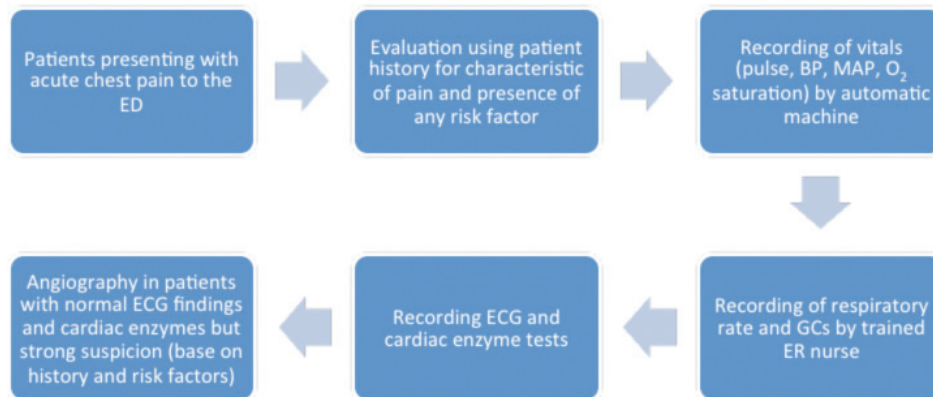 Patients presenting with
acute chest pain to the
ED
Evaluation using patient
history for characteristic
of pain and presence of
any risk factor
Recording of vitals
(pulse, BP, MAP, O₂
saturation) by automatic
machine
Recording of respiratory
rate and GCs by trained
ER nurse
Recording ECG and
cardiac enzyme tests
Angiography in patients
with normal ECG findings
and cardiac enzymes but
strong suspicion (base on
history and risk factors)